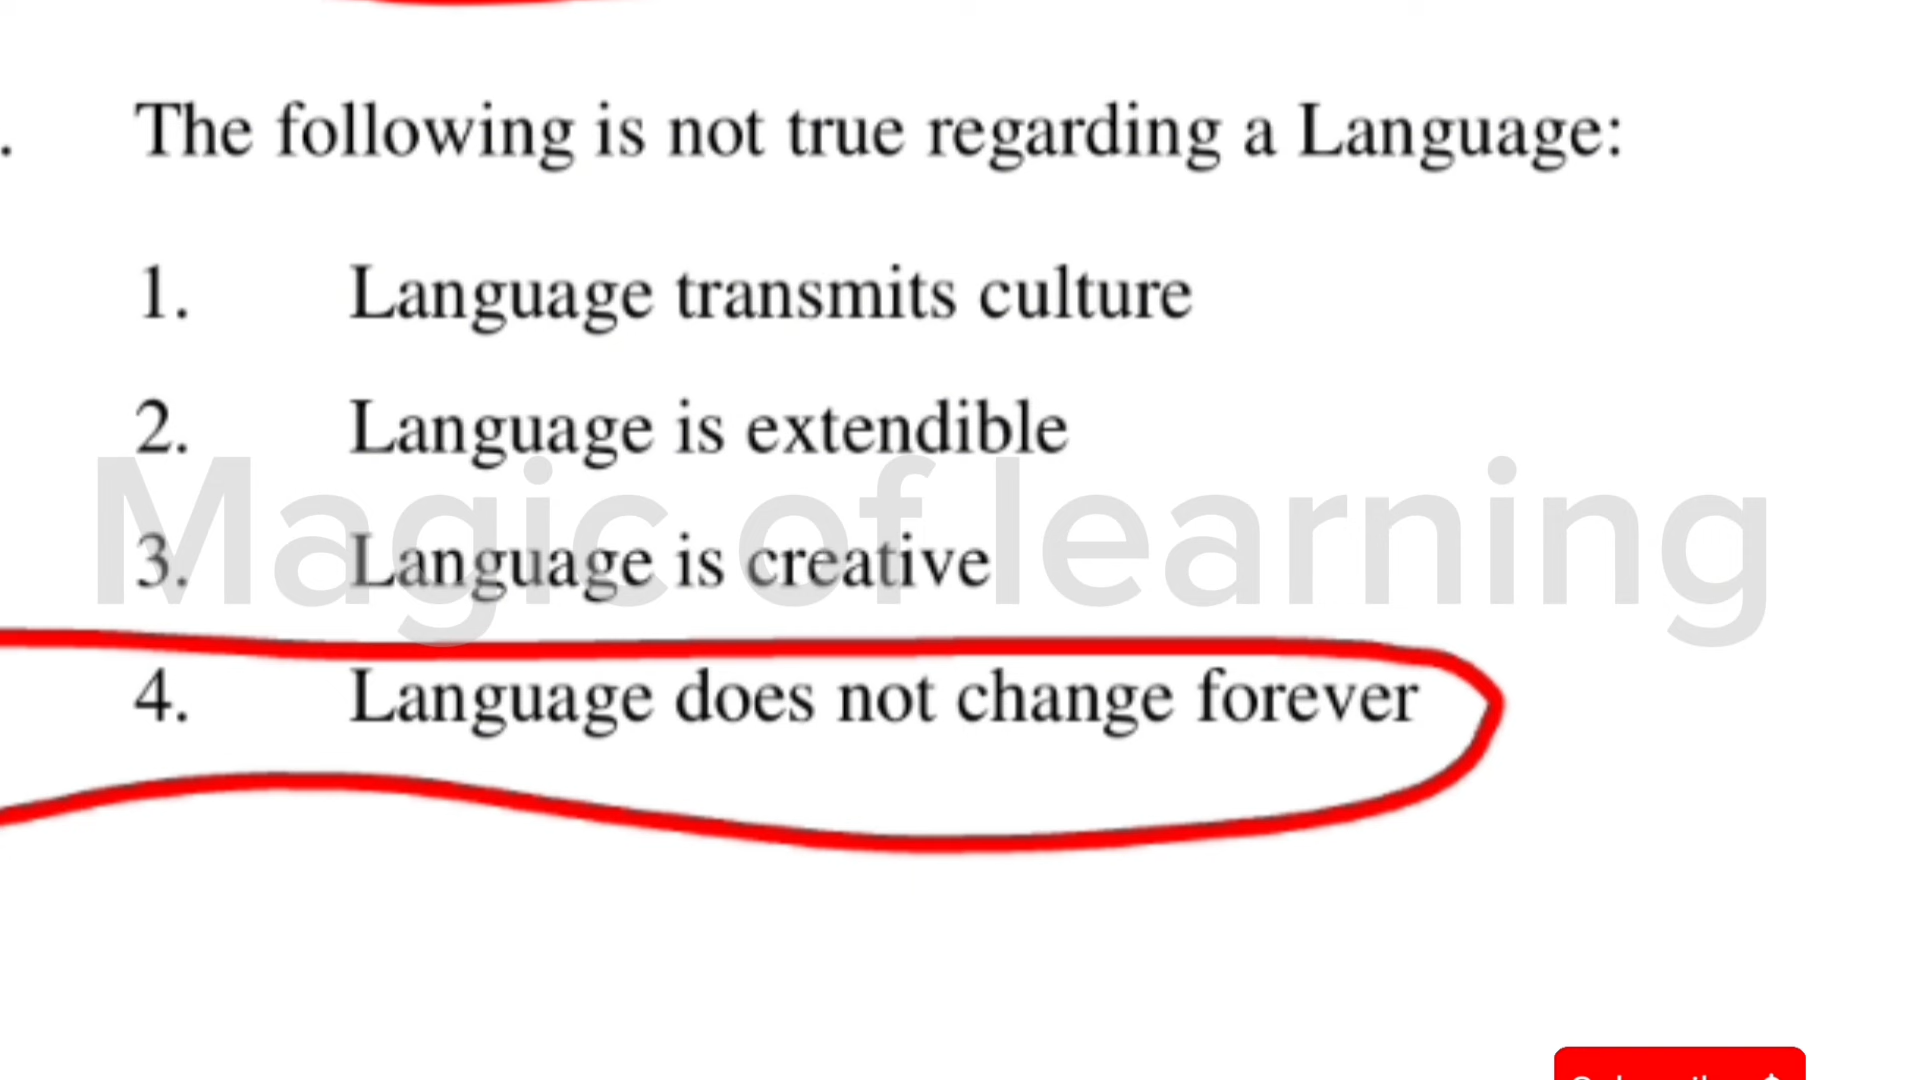 . The following is not true regarding a Language:
1. Language transmits culture
2. Language is extendible
Magic of learning
3. Language is creative
4. Language does not change forever